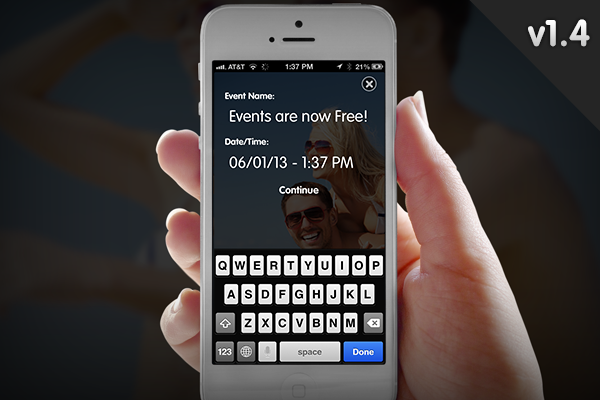 v1.4
AT&T 1:37 PM 21%
Event Name:
Events are now Free!
Date/Time:
06/01/13 - 1:37 PM
Continue
Q W E R T Y U I O P
A S D F G H J K L
Z X C V B N M
123 space Done